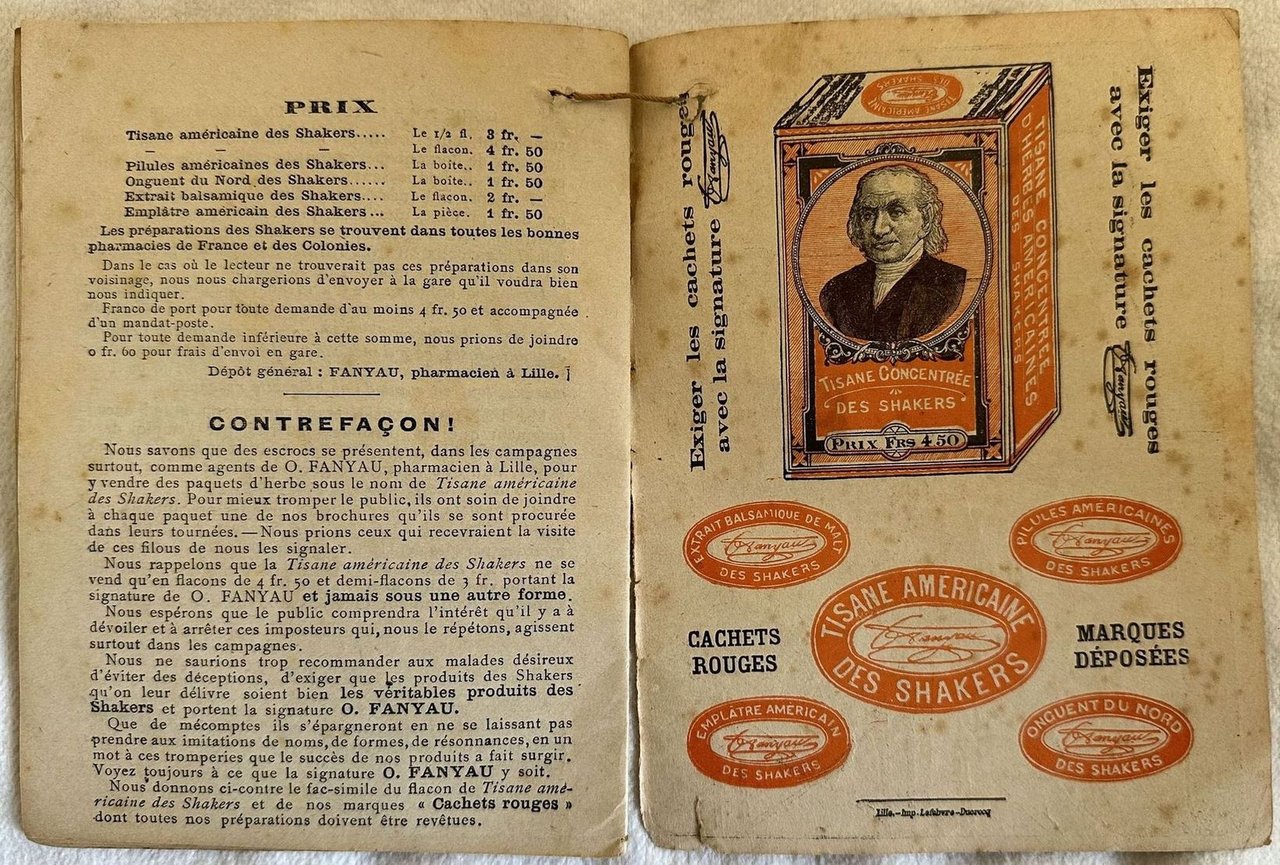 PRIX
Tisane américaine des Shakers..... Le 1/2 fl. 3 fr. —
— — — Le flacon. 4 fr. 50
Pilules américaines des Shakers... La boite.. 1 fr. 50
Onguent du Nord des Shakers...... La boite.. 1 fr. 50
Extrait balsamique des Shakers.... Le flacon. 2 fr. —
Emplâtre américain des Shakers ... La pièce. 1 fr. 50
Les préparations des Shakers se trouvent dans toutes les bonnes
pharmacies de France et des Colonies.
Dans le cas où le lecteur ne trouverait pas ces préparations dans son
voisinage, nous nous chargerions d'envoyer à la gare qu'il voudra bien
nous indiquer.
Franco de port pour toute demande d'au moins 4 fr. 50 et accompagnée
d'un mandat-poste.
Pour toute demande inférieure à cette somme, nous prions de joindre
0 fr. 60 pour frais d'envoi en gare.
Dépôt général : FANYAU, pharmacien à Lille.
CONTREFAÇON!
Nous savons que des escrocs se présentent, dans les campagnes
surtout, comme agents de O. FANYAU, pharmacien à Lille, pour
y vendre des paquets d'herbe sous le nom de Tisane américaine
des Shakers. Pour mieux tromper le public, ils ont soin de joindre
à chaque paquet une de nos brochures qu'ils se sont procurée
dans leurs tournées. — Nous prions ceux qui recevraient la visite
de ces filous de nous les signaler.
Nous rappelons que la Tisane américaine des Shakers ne se
vend qu'en flacons de 4 fr. 50 et demi-flacons de 3 fr. portant la
signature de O. FANYAU et jamais sous une autre forme.
Nous espérons que le public comprendra l'intérêt qu'il y a à
dévoiler et à arrêter ces imposteurs qui, nous le répétons, agissent
surtout dans les campagnes.
Nous ne saurions trop recommander aux malades désireux
d'éviter des déceptions, d'exiger que les produits des Shakers
qu'on leur délivre soient bien les véritables produits des
Shakers et portent la signature O. FANYAU.
Que de mécomptes ils s'épargneront en ne se laissant pas
prendre aux imitations de noms, de formes, de résonnances, en un
mot à ces tromperies que le succès de nos produits a fait surgir.
Voyez toujours à ce que la signature O. FANYAU y soit.
Nous donnons ci-contre le fac-simile du flacon de Tisane amé-
ricaine des Shakers et de nos marques « Cachets rouges »
dont toutes nos préparations doivent être revêtues.
Exiger les cachets rouges
avec la signature Fanyau
TISANE AMERICAINE
DES SHAKERS
TISANE CONCENTRÉE
DES SHAKERS
PRIX FRS 4 50
TISANE CONCENTREE
D'HERBES AMERICAINES
DES SHAKERS
Exiger les cachets rouges
avec la signature Fanyau
EXTRAIT BALSAMIQUE DE MALT
Fanyau
DES SHAKERS
PILULES AMERICAINES
Fanyau
DES SHAKERS
TISANE AMERICAINE
Fanyau
DES SHAKERS
CACHETS
ROUGES
MARQUES
DÉPOSÉES
EMPLÂTRE AMERICAIN
Fanyau
DES SHAKERS
ONGUENT DU NORD
Fanyau
DES SHAKERS
Lille.-Imp. Lefebvre-Ducrocq